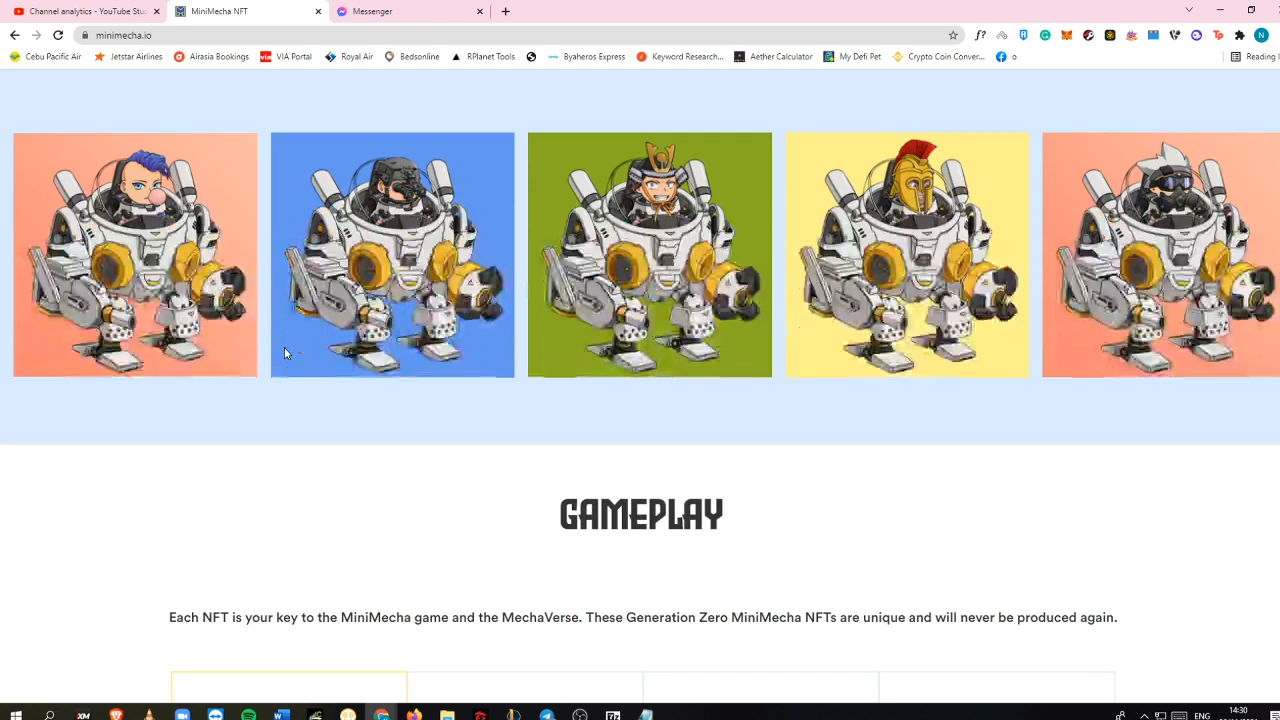 Channel analytics - YouTube Stu
MiniMecha NFT
Messenger
minimecha.io
Cebu Pacific Air
Jetstar Airlines
Airasia Bookings
VIA Portal
Royal Air
Bedsonline
RPlanet Tools
Byaheros Express
Keyword Research...
Aether Calculator
My Defi Pet
Crypto Coin Conver...
o
Reading l
GAMEPLAY
Each NFT is your key to the MiniMecha game and the MechaVerse. These Generation Zero MiniMecha NFTs are unique and will never be produced again.
14:30
ENG